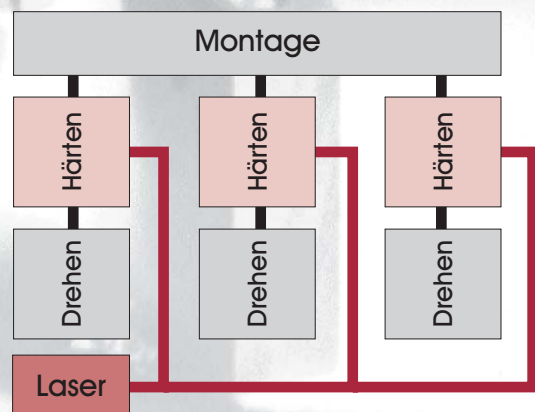 Montage
Härten
Härten
Härten
Drehen
Drehen
Drehen
Laser